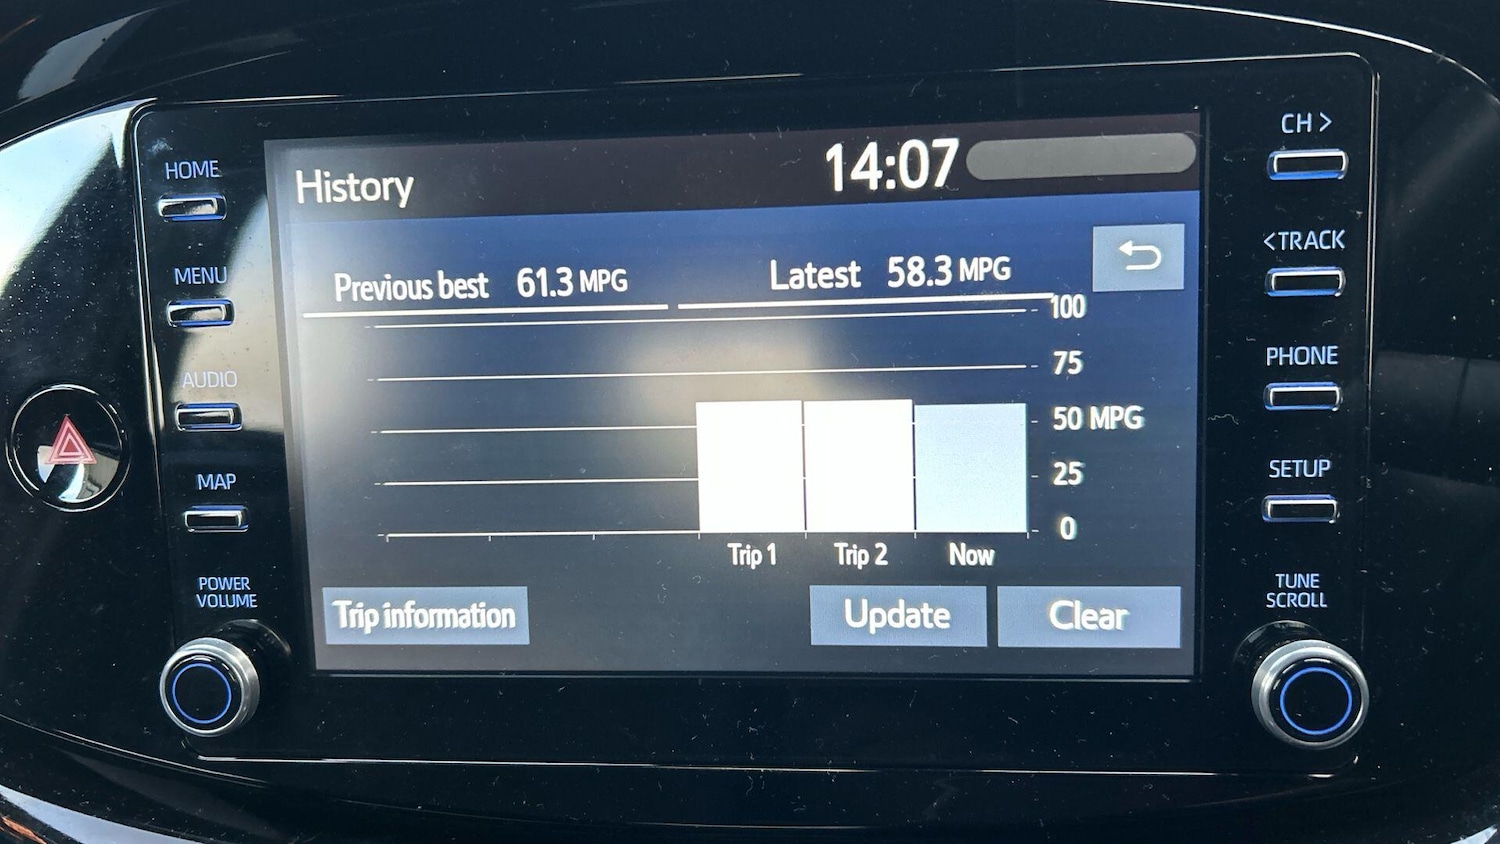 HOME
MENU
AUDIO
MAP
POWER
VOLUME
History 14:07
Previous best 61.3 MPG Latest 58.3 MPG
100
75
50 MPG
25
0
Trip 1 Trip 2 Now
Trip information Update Clear
CH >
<TRACK
PHONE
SETUP
TUNE
SCROLL